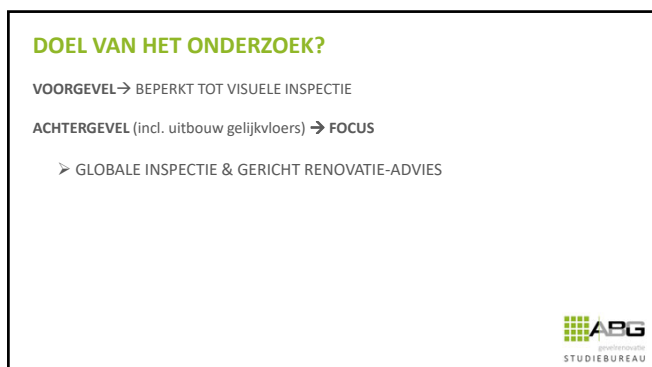 DOEL VAN HET ONDERZOEK?
VOORGEVEL→ BEPERKT TOT VISUELE INSPECTIE
ACHTERGEVEL (incl. uitbouw gelijkvloers) → FOCUS
➢ GLOBALE INSPECTIE & GERICHT RENOVATIE-ADVIES
ABG
gevelrenovatie
STUDIEBUREAU